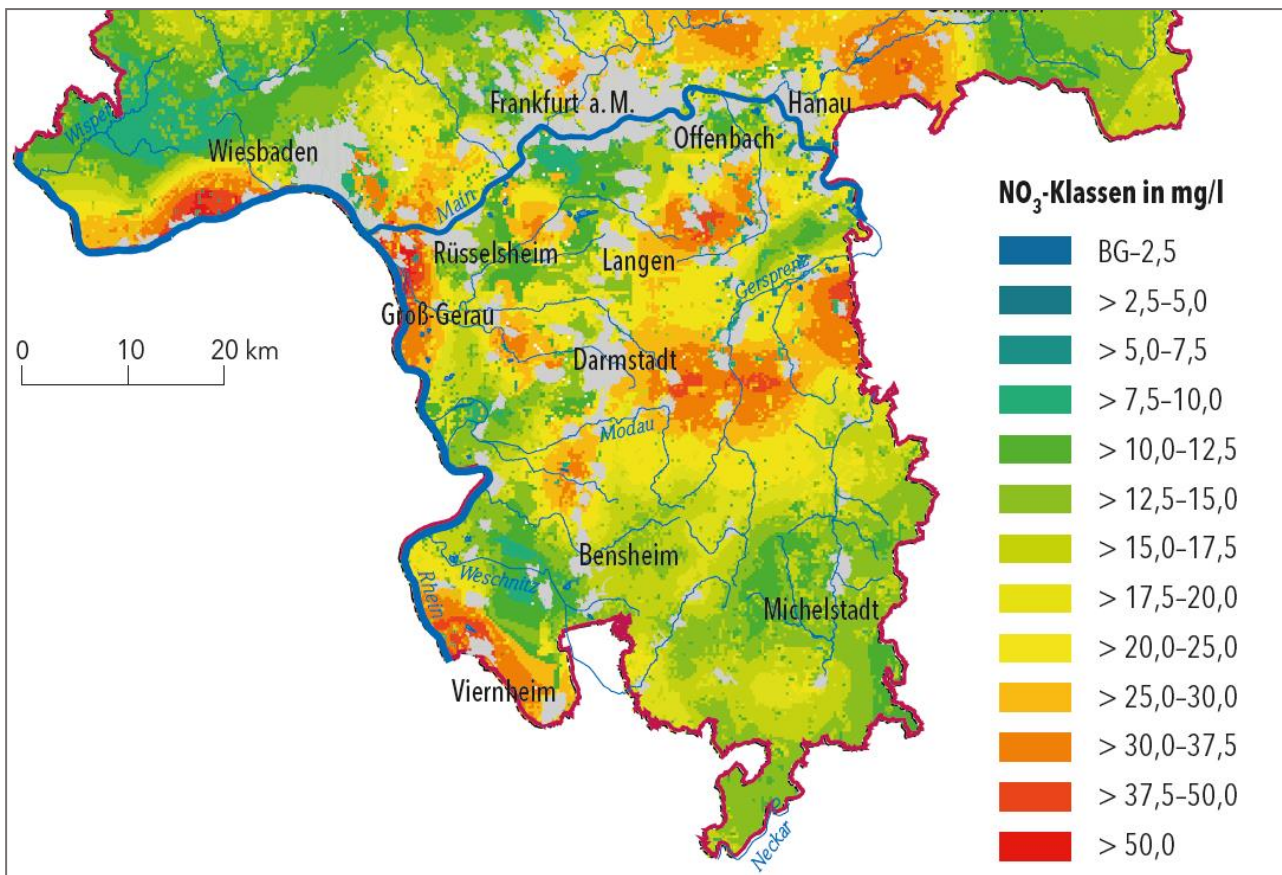 Frankfurt a. M.
Hanau
Offenbach
Wisper
Wiesbaden
Main
Rüsselsheim
Langen
Gersprenz
Groß-Gerau
0 10 20 km
Darmstadt
Modau
Bensheim
Weschnitz
Rhein
Michelstadt
Viernheim
Neckar
NO₃-Klassen in mg/l
BG–2,5
> 2,5–5,0
> 5,0–7,5
> 7,5–10,0
> 10,0–12,5
> 12,5–15,0
> 15,0–17,5
> 17,5–20,0
> 20,0–25,0
> 25,0–30,0
> 30,0–37,5
> 37,5–50,0
> 50,0